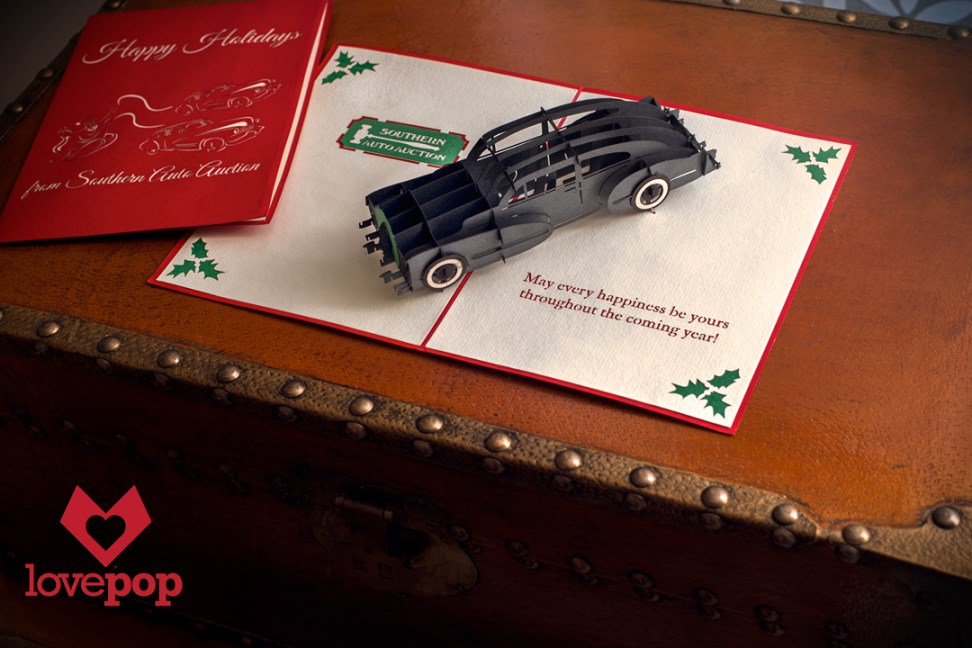 Happy Holidays
from Southern Auto Auction
SOUTHERN
AUTO AUCTION
May every happiness be yours
throughout the coming year!
lovepop